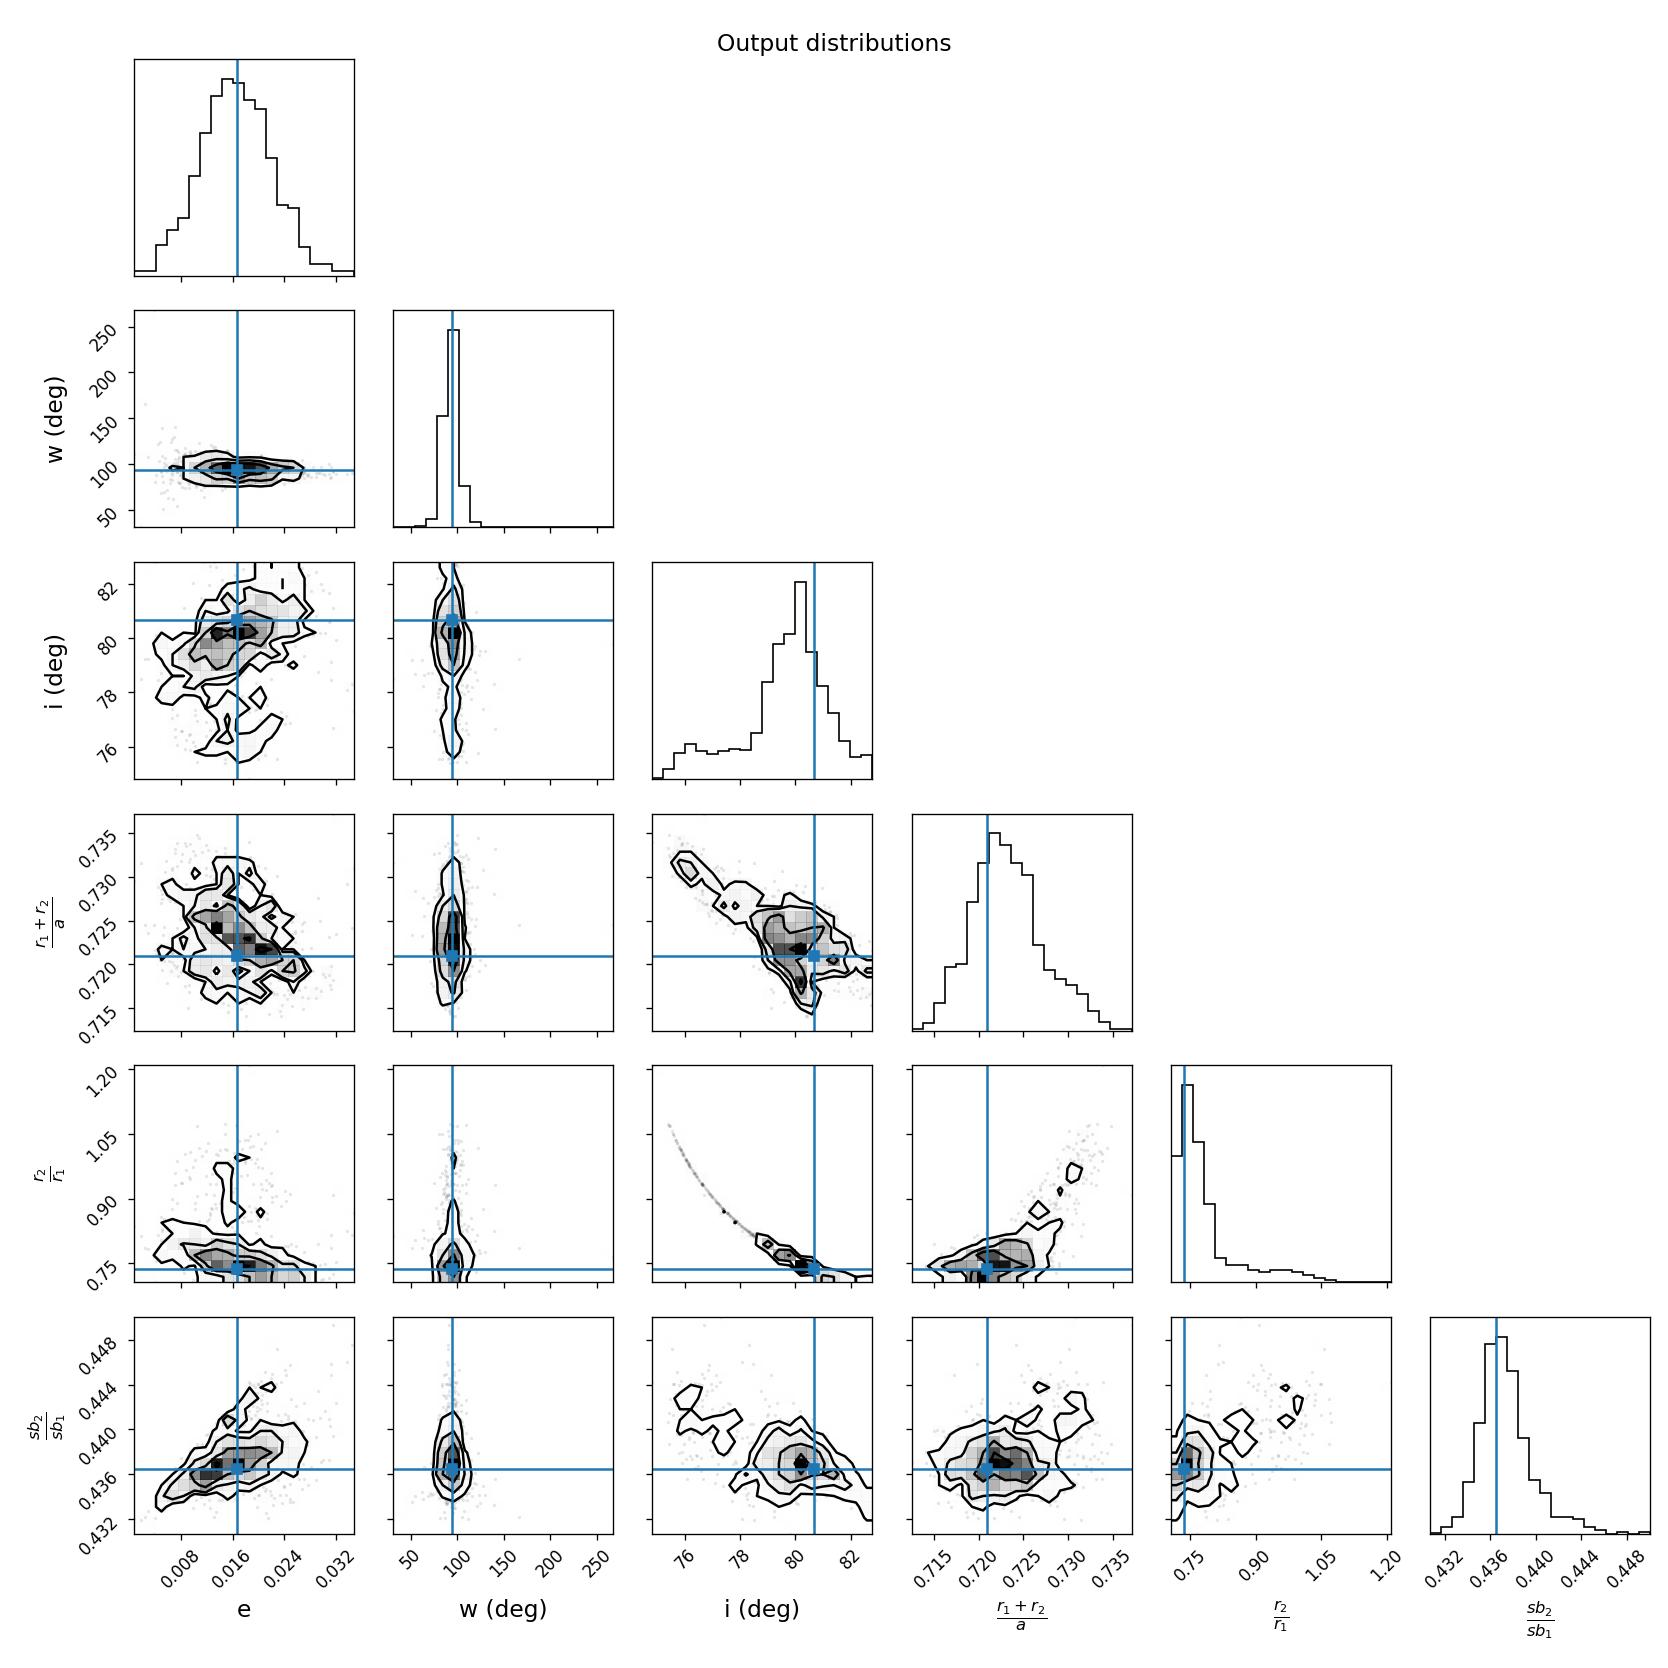 Output distributions
250
200
150
100
50
w (deg)
82
80
78
76
i (deg)
0.735
0.730
0.725
0.720
0.715
r₁ + r₂
a
1.20
1.05
0.90
0.75
r₂
r₁
0.448
0.444
0.440
0.436
0.432
sb₂
sb₁
0.008 0.016 0.024 0.032 50 100 150 200 250 76 78 80 82 0.715 0.720 0.725 0.730 0.735 0.75 0.90 1.05 1.20 0.432 0.436 0.440 0.444 0.448
e w (deg) i (deg) r₁ + r₂ r₂ sb₂
a r₁ sb₁